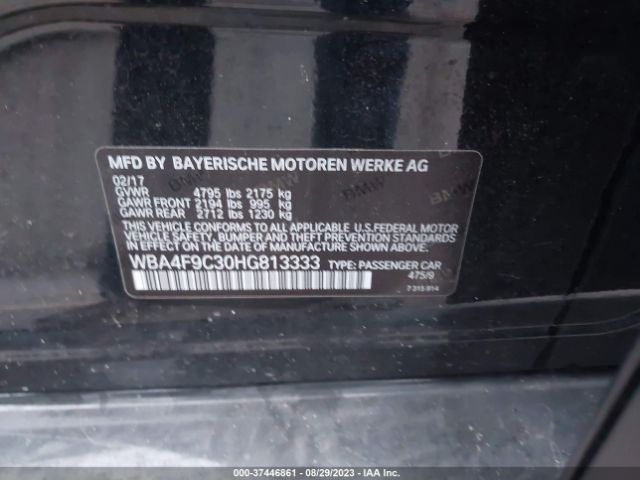 MFD BY BAYERISCHE MOTOREN WERKE AG
02/17
GVWR 4795 lbs 2175 kg
GAWR FRONT 2194 lbs 995 kg
GAWR REAR 2712 lbs 1230 kg
THIS VEHICLE CONFORMS TO ALL APPLICABLE U.S.FEDERAL MOTOR
VEHICLE SAFETY, BUMPER AND THEFT PREVENTION STANDARDS
IN EFFECT ON THE DATE OF MANUFACTURE SHOWN ABOVE.
WBA4F9C30HG813333 TYPE: PASSENGER CAR
475/9
7 315 914
000-37446861 - 08/29/2023 - IAA Inc.